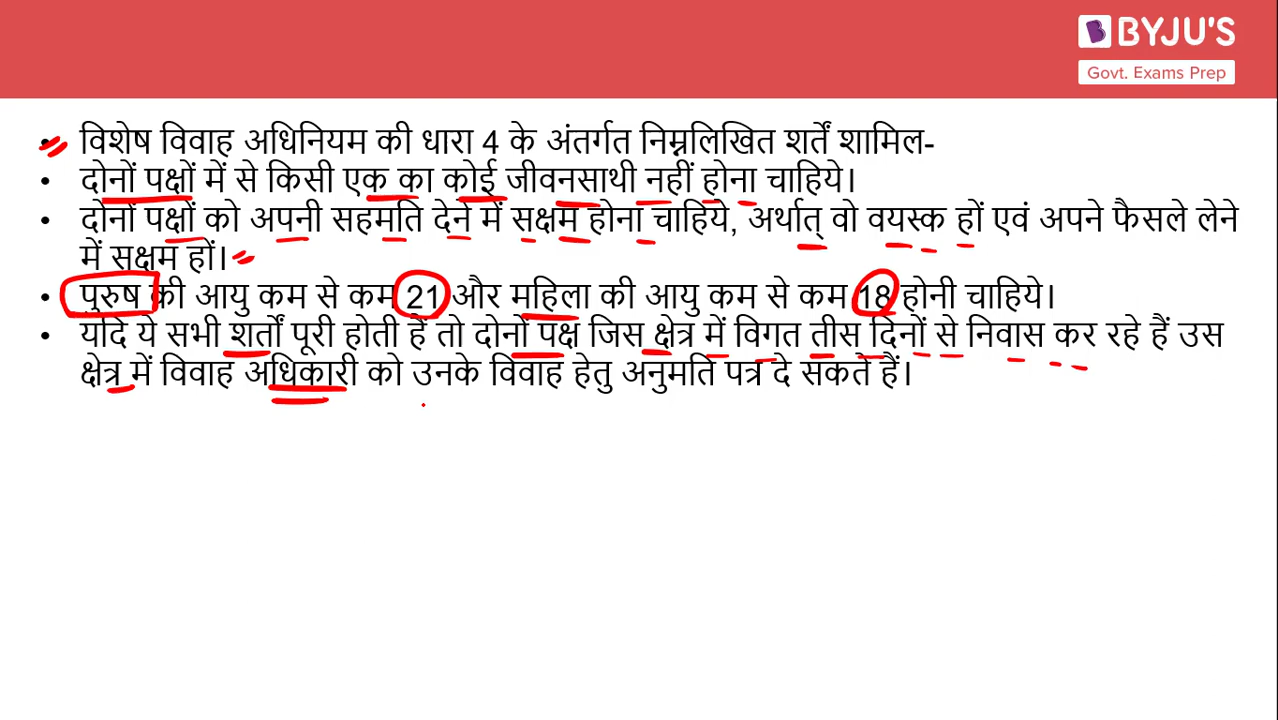 BYJU'S
Govt. Exams Prep
• विशेष विवाह अधिनियम की धारा 4 के अंतर्गत निम्नलिखित शर्तें शामिल-
• दोनों पक्षों में से किसी एक का कोई जीवनसाथी नहीं होना चाहिये।
• दोनों पक्षों को अपनी सहमति देने में सक्षम होना चाहिये, अर्थात् वो वयस्क हों एवं अपने फैसले लेने
में सक्षम हों।
• पुरुष की आयु कम से कम 21 और महिला की आयु कम से कम 18 होनी चाहिये।
• यदि ये सभी शर्तों पूरी होती हैं तो दोनों पक्ष जिस क्षेत्र में विगत तीस दिनों से निवास कर रहे हैं उस
क्षेत्र में विवाह अधिकारी को उनके विवाह हेतु अनुमति पत्र दे सकते हैं।